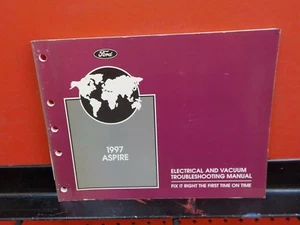 Ford
1997
ASPIRE
ELECTRICAL AND VACUUM
TROUBLESHOOTING MANUAL
FIX IT RIGHT THE FIRST TIME ON TIME